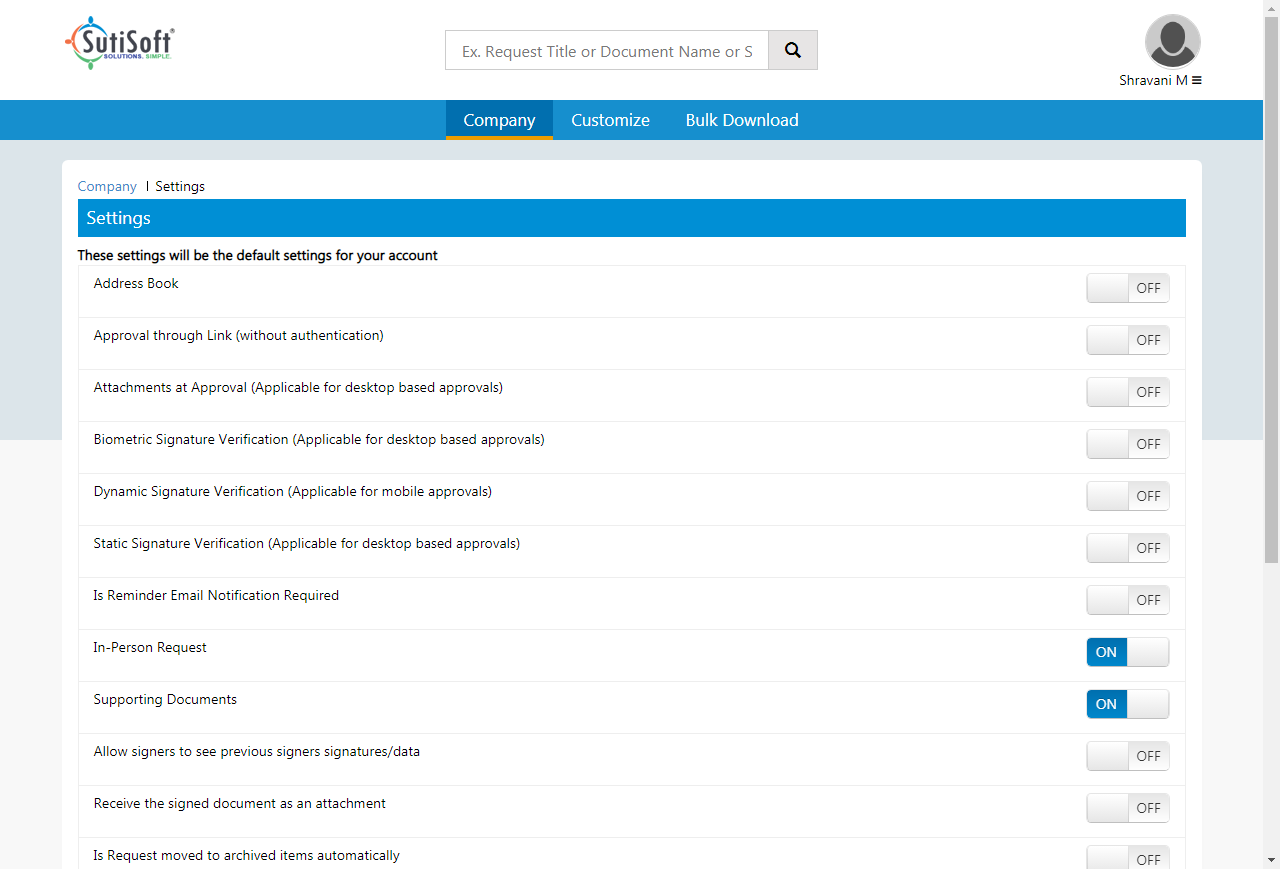 SutiSoft®
SOLUTIONS. SIMPLE.
Ex. Request Title or Document Name or S
Shravani M
Company Customize Bulk Download
Company | Settings
Settings
These settings will be the default settings for your account
Address Book OFF
Approval through Link (without authentication) OFF
Attachments at Approval (Applicable for desktop based approvals) OFF
Biometric Signature Verification (Applicable for desktop based approvals) OFF
Dynamic Signature Verification (Applicable for mobile approvals) OFF
Static Signature Verification (Applicable for desktop based approvals) OFF
Is Reminder Email Notification Required OFF
In-Person Request ON
Supporting Documents ON
Allow signers to see previous signers signatures/data OFF
Receive the signed document as an attachment OFF
Is Request moved to archived items automatically OFF